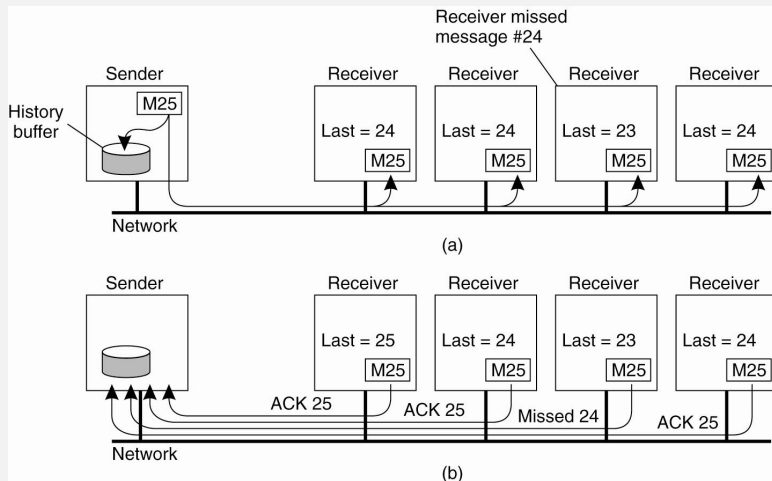 Receiver missed
message #24
Sender
Receiver
Receiver
Receiver
Receiver
History
buffer
M25
Last = 24
Last = 24
Last = 23
Last = 24
M25
M25
M25
M25
Network
(a)
Sender
Receiver
Receiver
Receiver
Receiver
Last = 25
Last = 24
Last = 23
Last = 24
M25
M25
M25
M25
ACK 25
ACK 25
Missed 24
ACK 25
Network
(b)